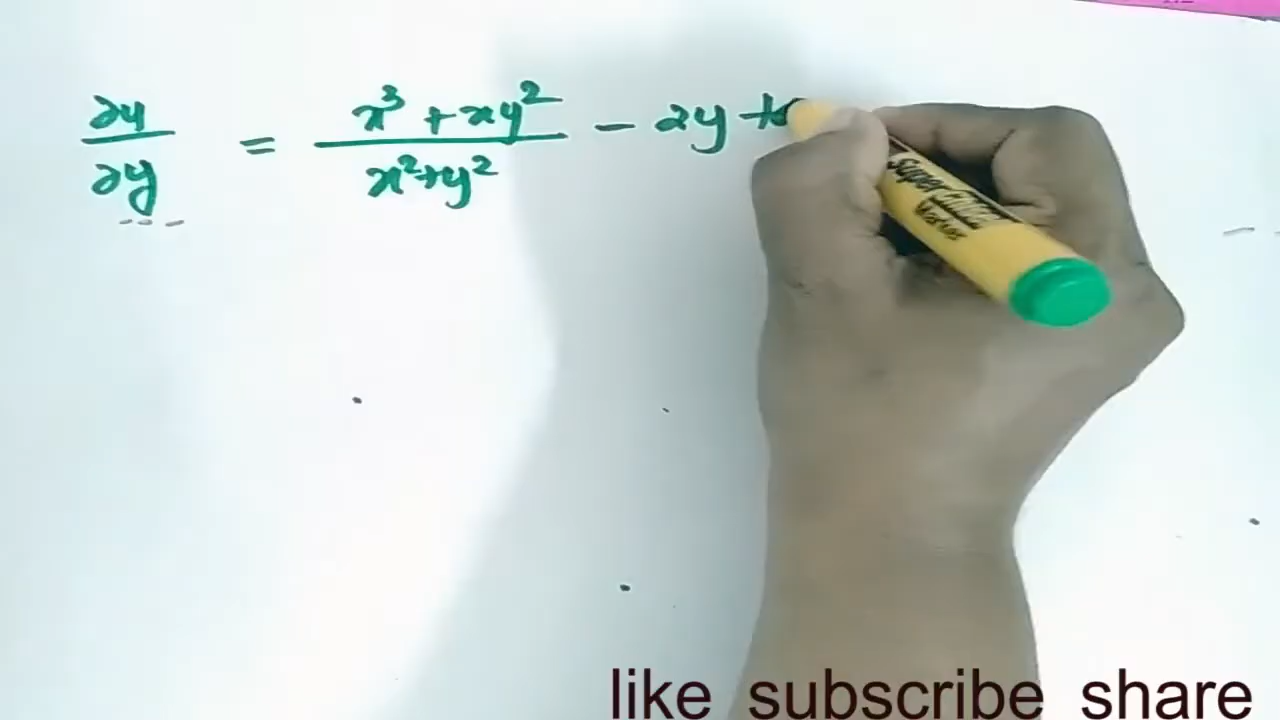 ∂u/∂y = (x³ + xy²)/(x²+y²) - 2y
Super
like subscribe share